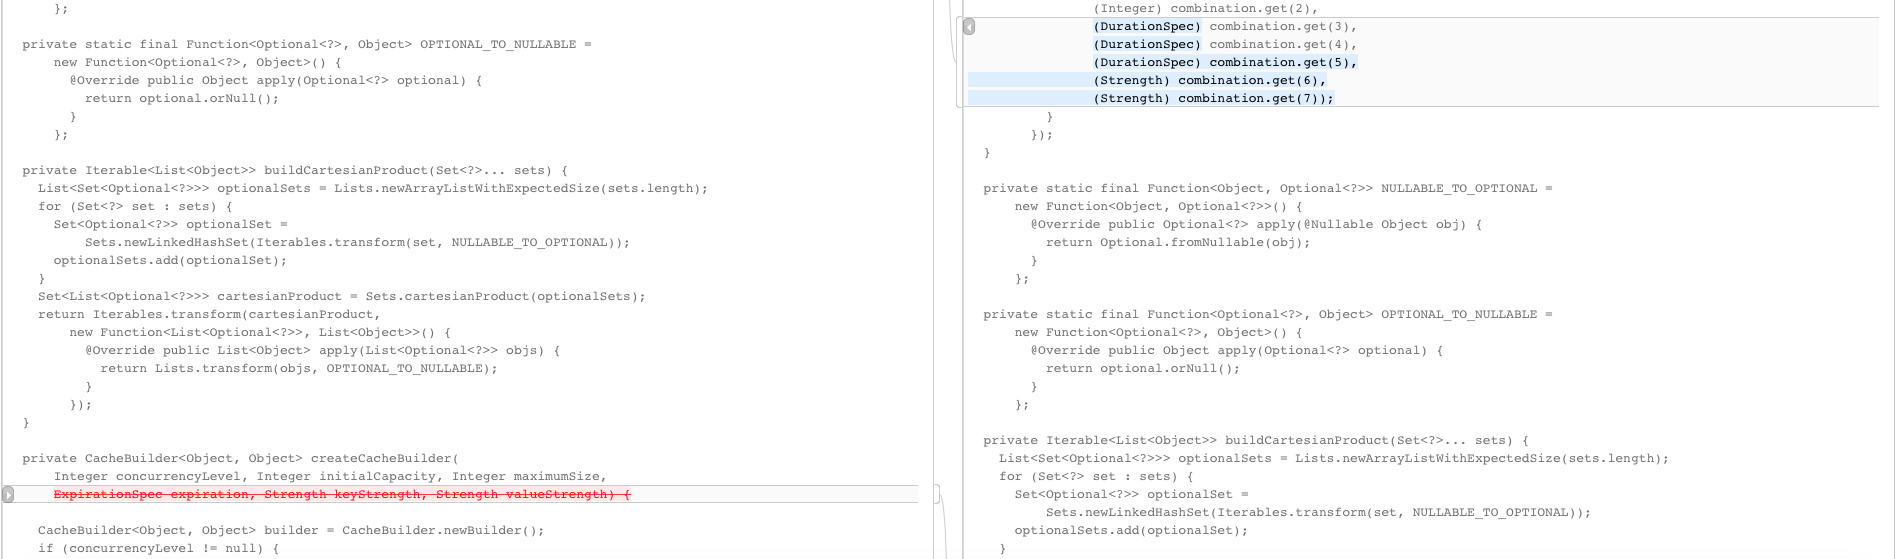 };
private static final Function<Optional<?>, Object> OPTIONAL_TO_NULLABLE =
new Function<Optional<?>, Object>() {
@Override public Object apply(Optional<?> optional) {
return optional.orNull();
}
};
private Iterable<List<Object>> buildCartesianProduct(Set<?>... sets) {
List<Set<Optional<?>>> optionalSets = Lists.newArrayListWithExpectedSize(sets.length);
for (Set<?> set : sets) {
Set<Optional<?>> optionalSet =
Sets.newLinkedHashSet(Iterables.transform(set, NULLABLE_TO_OPTIONAL));
optionalSets.add(optionalSet);
}
Set<List<Optional<?>>> cartesianProduct = Sets.cartesianProduct(optionalSets);
return Iterables.transform(cartesianProduct,
new Function<List<Optional<?>>, List<Object>>() {
@Override public List<Object> apply(List<Optional<?>> objs) {
return Lists.transform(objs, OPTIONAL_TO_NULLABLE);
}
});
}
private CacheBuilder<Object, Object> createCacheBuilder(
Integer concurrencyLevel, Integer initialCapacity, Integer maximumSize,
ExpirationSpec expiration, Strength keyStrength, Strength valueStrength) {
CacheBuilder<Object, Object> builder = CacheBuilder.newBuilder();
if (concurrencyLevel != null) {
(Integer) combination.get(2),
(DurationSpec) combination.get(3),
(DurationSpec) combination.get(4),
(DurationSpec) combination.get(5),
(Strength) combination.get(6),
(Strength) combination.get(7));
}
});
}
private static final Function<Object, Optional<?>> NULLABLE_TO_OPTIONAL =
new Function<Object, Optional<?>>() {
@Override public Optional<?> apply(@Nullable Object obj) {
return Optional.fromNullable(obj);
}
};
private static final Function<Optional<?>, Object> OPTIONAL_TO_NULLABLE =
new Function<Optional<?>, Object>() {
@Override public Object apply(Optional<?> optional) {
return optional.orNull();
}
};
private Iterable<List<Object>> buildCartesianProduct(Set<?>... sets) {
List<Set<Optional<?>>> optionalSets = Lists.newArrayListWithExpectedSize(sets.length);
for (Set<?> set : sets) {
Set<Optional<?>> optionalSet =
Sets.newLinkedHashSet(Iterables.transform(set, NULLABLE_TO_OPTIONAL));
optionalSets.add(optionalSet);
}